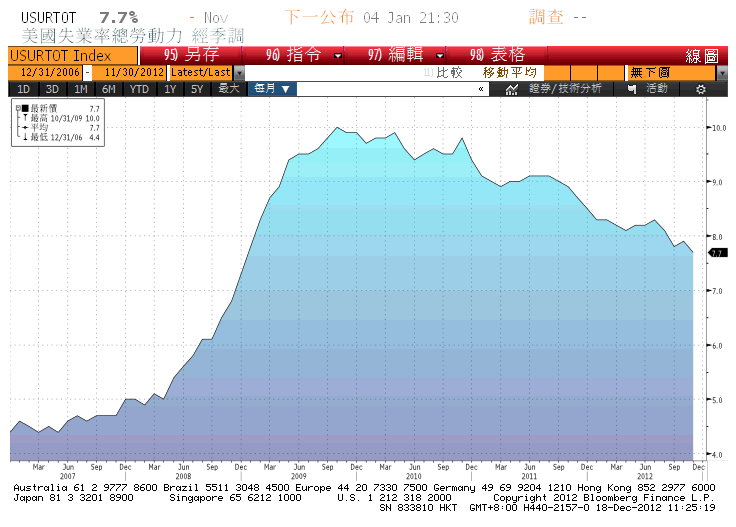 USURTOT 7.7% - Nov 下一公布 04 Jan 21:30 調查 --
美國失業率總勞動力 經季調
USURTOT Index 95) 另存 96) 指令 97) 編輯 98) 表格 線圖
12/31/2006 - 11/30/2012 Latest/Last 比較 移動平均 無下圖
1D 3D 1M 6M YTD 1Y 5Y 最大 每月 ▼ « 證券/技術分析 活動
最新價 7.7
最高 10/31/09 10.0
平均 7.7
最低 12/31/06 4.4
10.0
9.0
8.0
7.7
7.0
6.0
5.0
4.0
Mar Jun Sep Dec Mar Jun Sep Dec Mar Jun Sep Dec Mar Jun Sep Dec Mar Jun Sep Dec Mar Jun Sep Dec
2007 2008 2009 2010 2011 2012
Australia 61 2 9777 8600 Brazil 5511 3048 4500 Europe 44 20 7330 7500 Germany 49 69 9204 1210 Hong Kong 852 2977 6000
Japan 81 3 3201 8900 Singapore 65 6212 1000 U.S. 1 212 318 2000 Copyright 2012 Bloomberg Finance L.P.
SN 833810 HKT GMT+8:00 H440-2157-0 18-Dec-2012 11:25:19